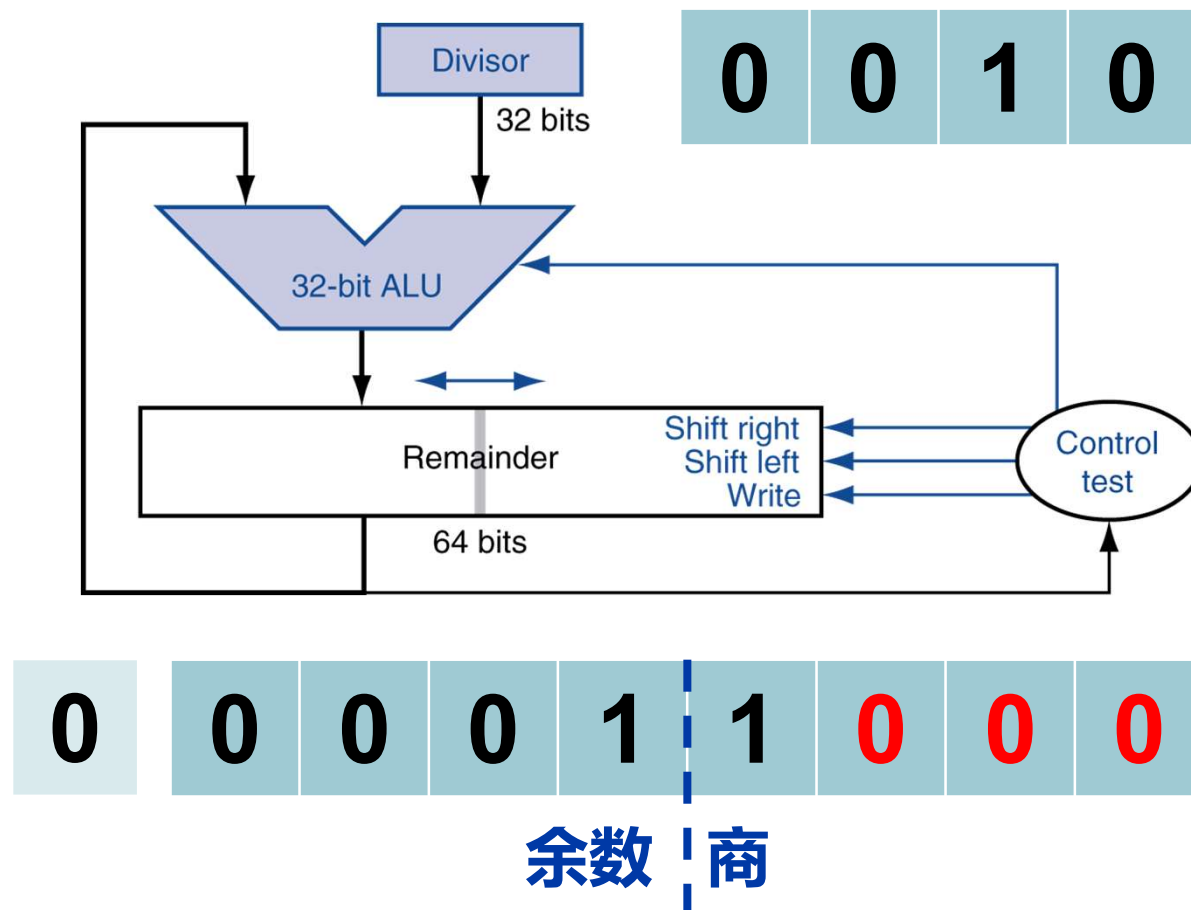 Divisor
0 0 1 0
32 bits
32-bit ALU
Remainder
Shift right
Shift left
Write
Control
test
64 bits
0 0 0 0 1 1 0 0 0
余数 商